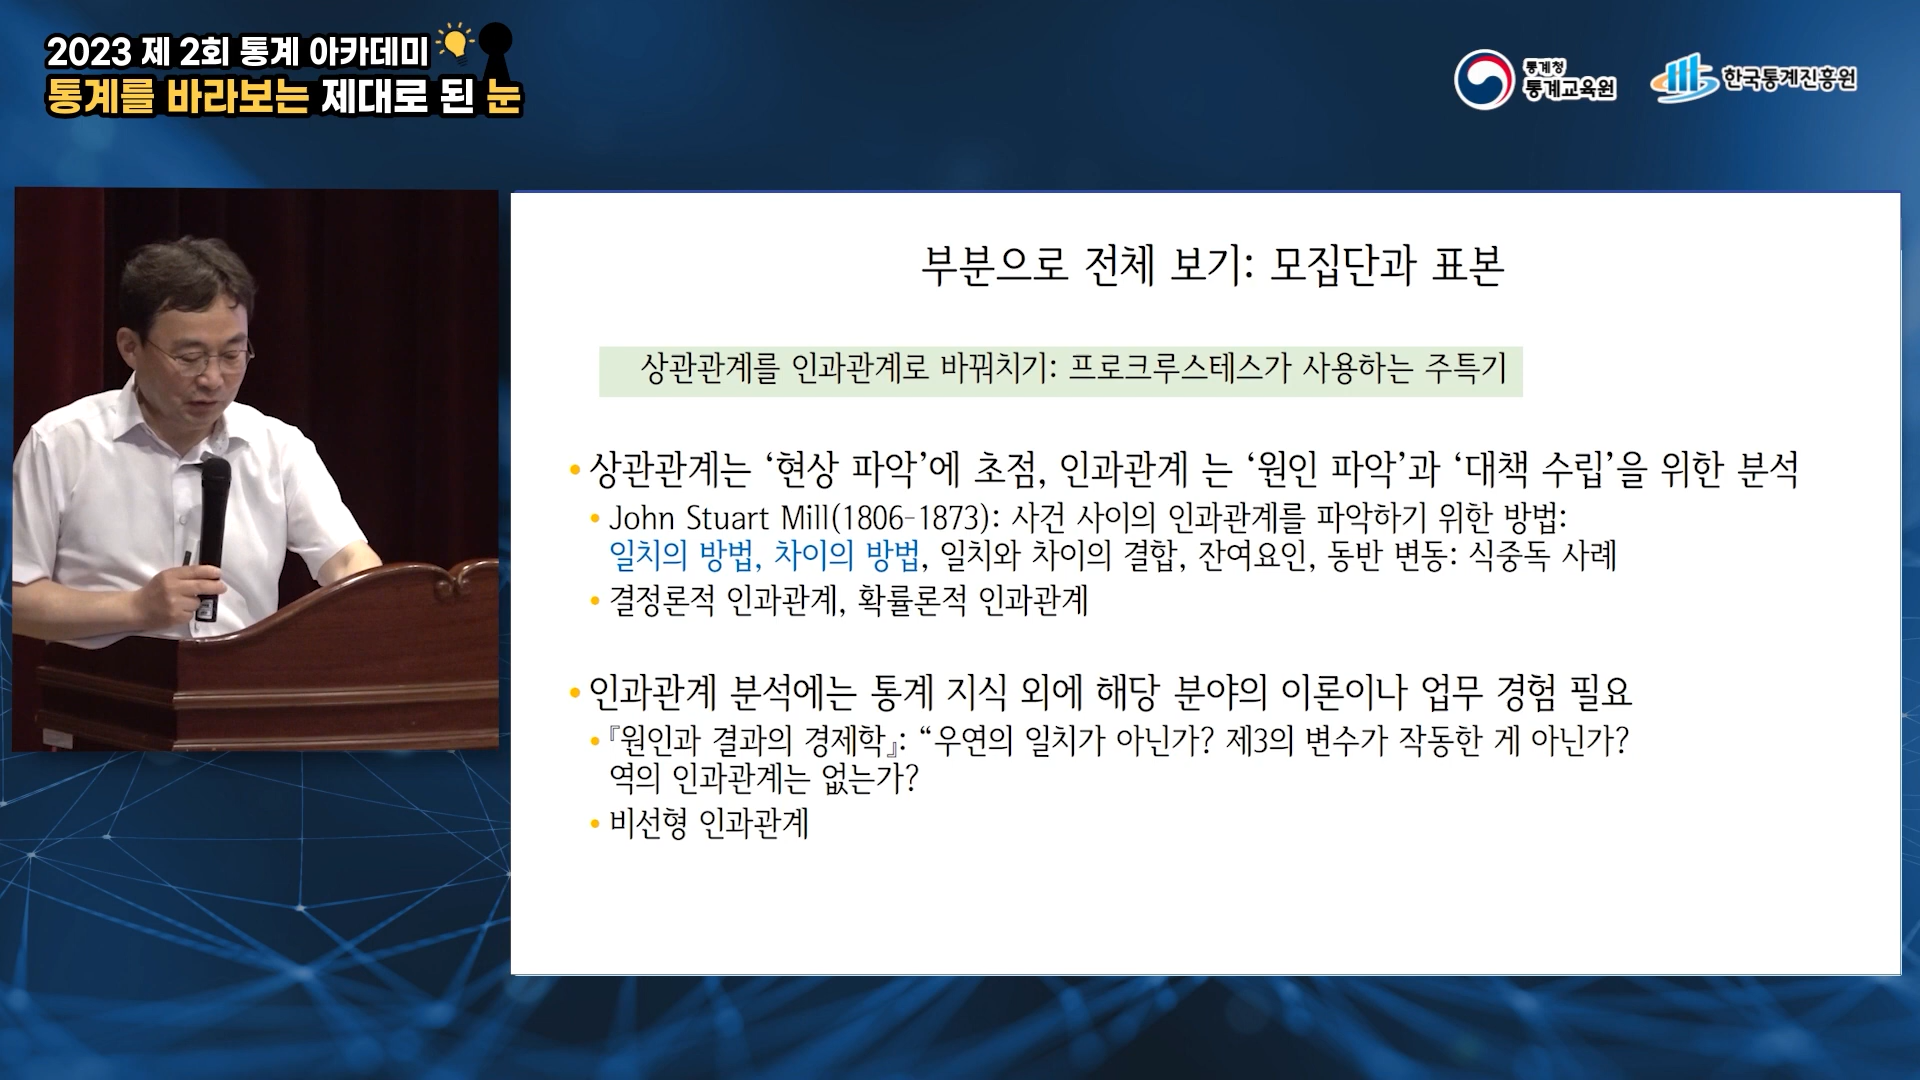 2023 제 2회 통계 아카데미
통계를 바라보는 제대로 된 눈
통계청
통계교육원
한국통계진흥원
부분으로 전체 보기: 모집단과 표본
상관관계를 인과관계로 바꿔치기: 프로크루스테스가 사용하는 주특기
• 상관관계는 ‘현상 파악’에 초점, 인과관계 는 ‘원인 파악’과 ‘대책 수립’을 위한 분석
• John Stuart Mill(1806-1873): 사건 사이의 인과관계를 파악하기 위한 방법:
일치의 방법, 차이의 방법, 일치와 차이의 결합, 잔여요인, 동반 변동: 식중독 사례
• 결정론적 인과관계, 확률론적 인과관계
• 인과관계 분석에는 통계 지식 외에 해당 분야의 이론이나 업무 경험 필요
• 『원인과 결과의 경제학』: “우연의 일치가 아닌가? 제3의 변수가 작동한 게 아닌가?
역의 인과관계는 없는가?
• 비선형 인과관계